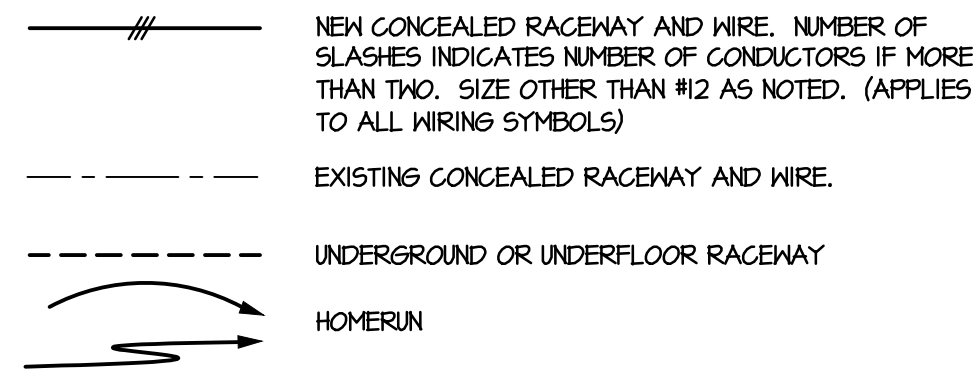 NEW CONCEALED RACEWAY AND WIRE. NUMBER OF
SLASHES INDICATES NUMBER OF CONDUCTORS IF MORE
THAN TWO. SIZE OTHER THAN #12 AS NOTED. (APPLIES
TO ALL WIRING SYMBOLS)
EXISTING CONCEALED RACEWAY AND WIRE.
UNDERGROUND OR UNDERFLOOR RACEWAY
HOMERUN